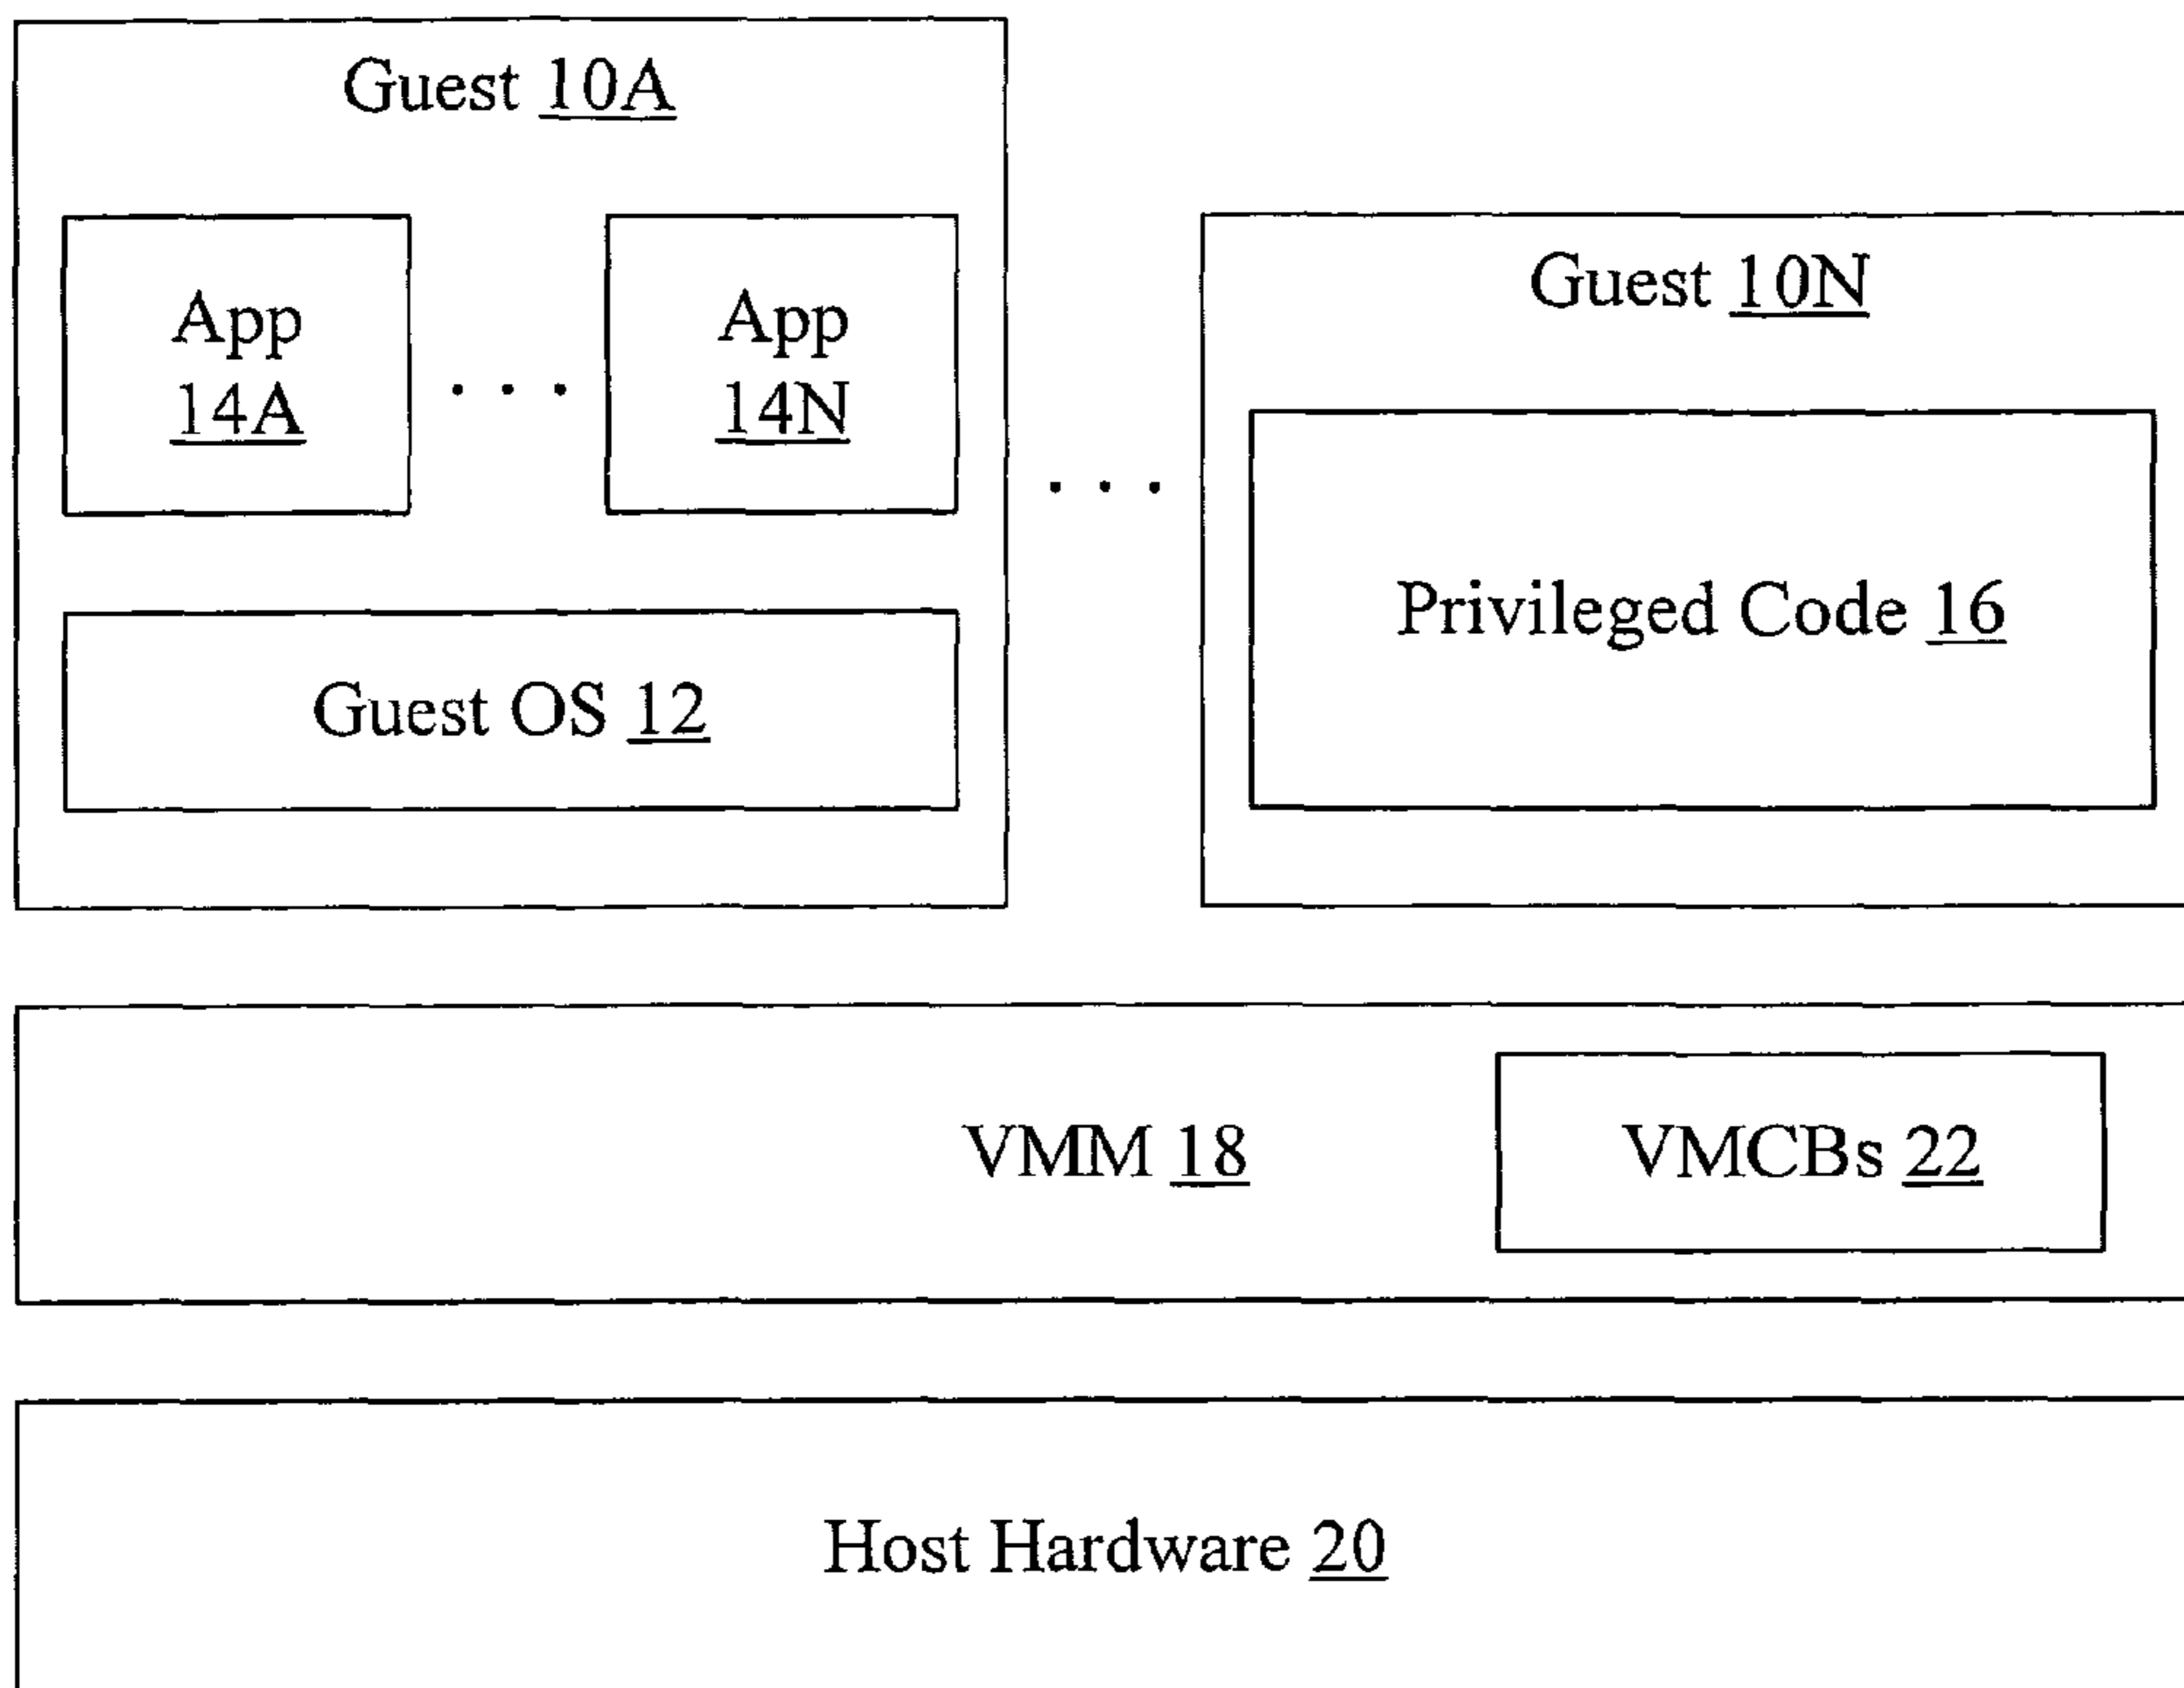 Guest 10A
App
14A
. . .
App
14N
Guest OS 12
. . .
Guest 10N
Privileged Code 16
VMM 18
VMCBs 22
Host Hardware 20